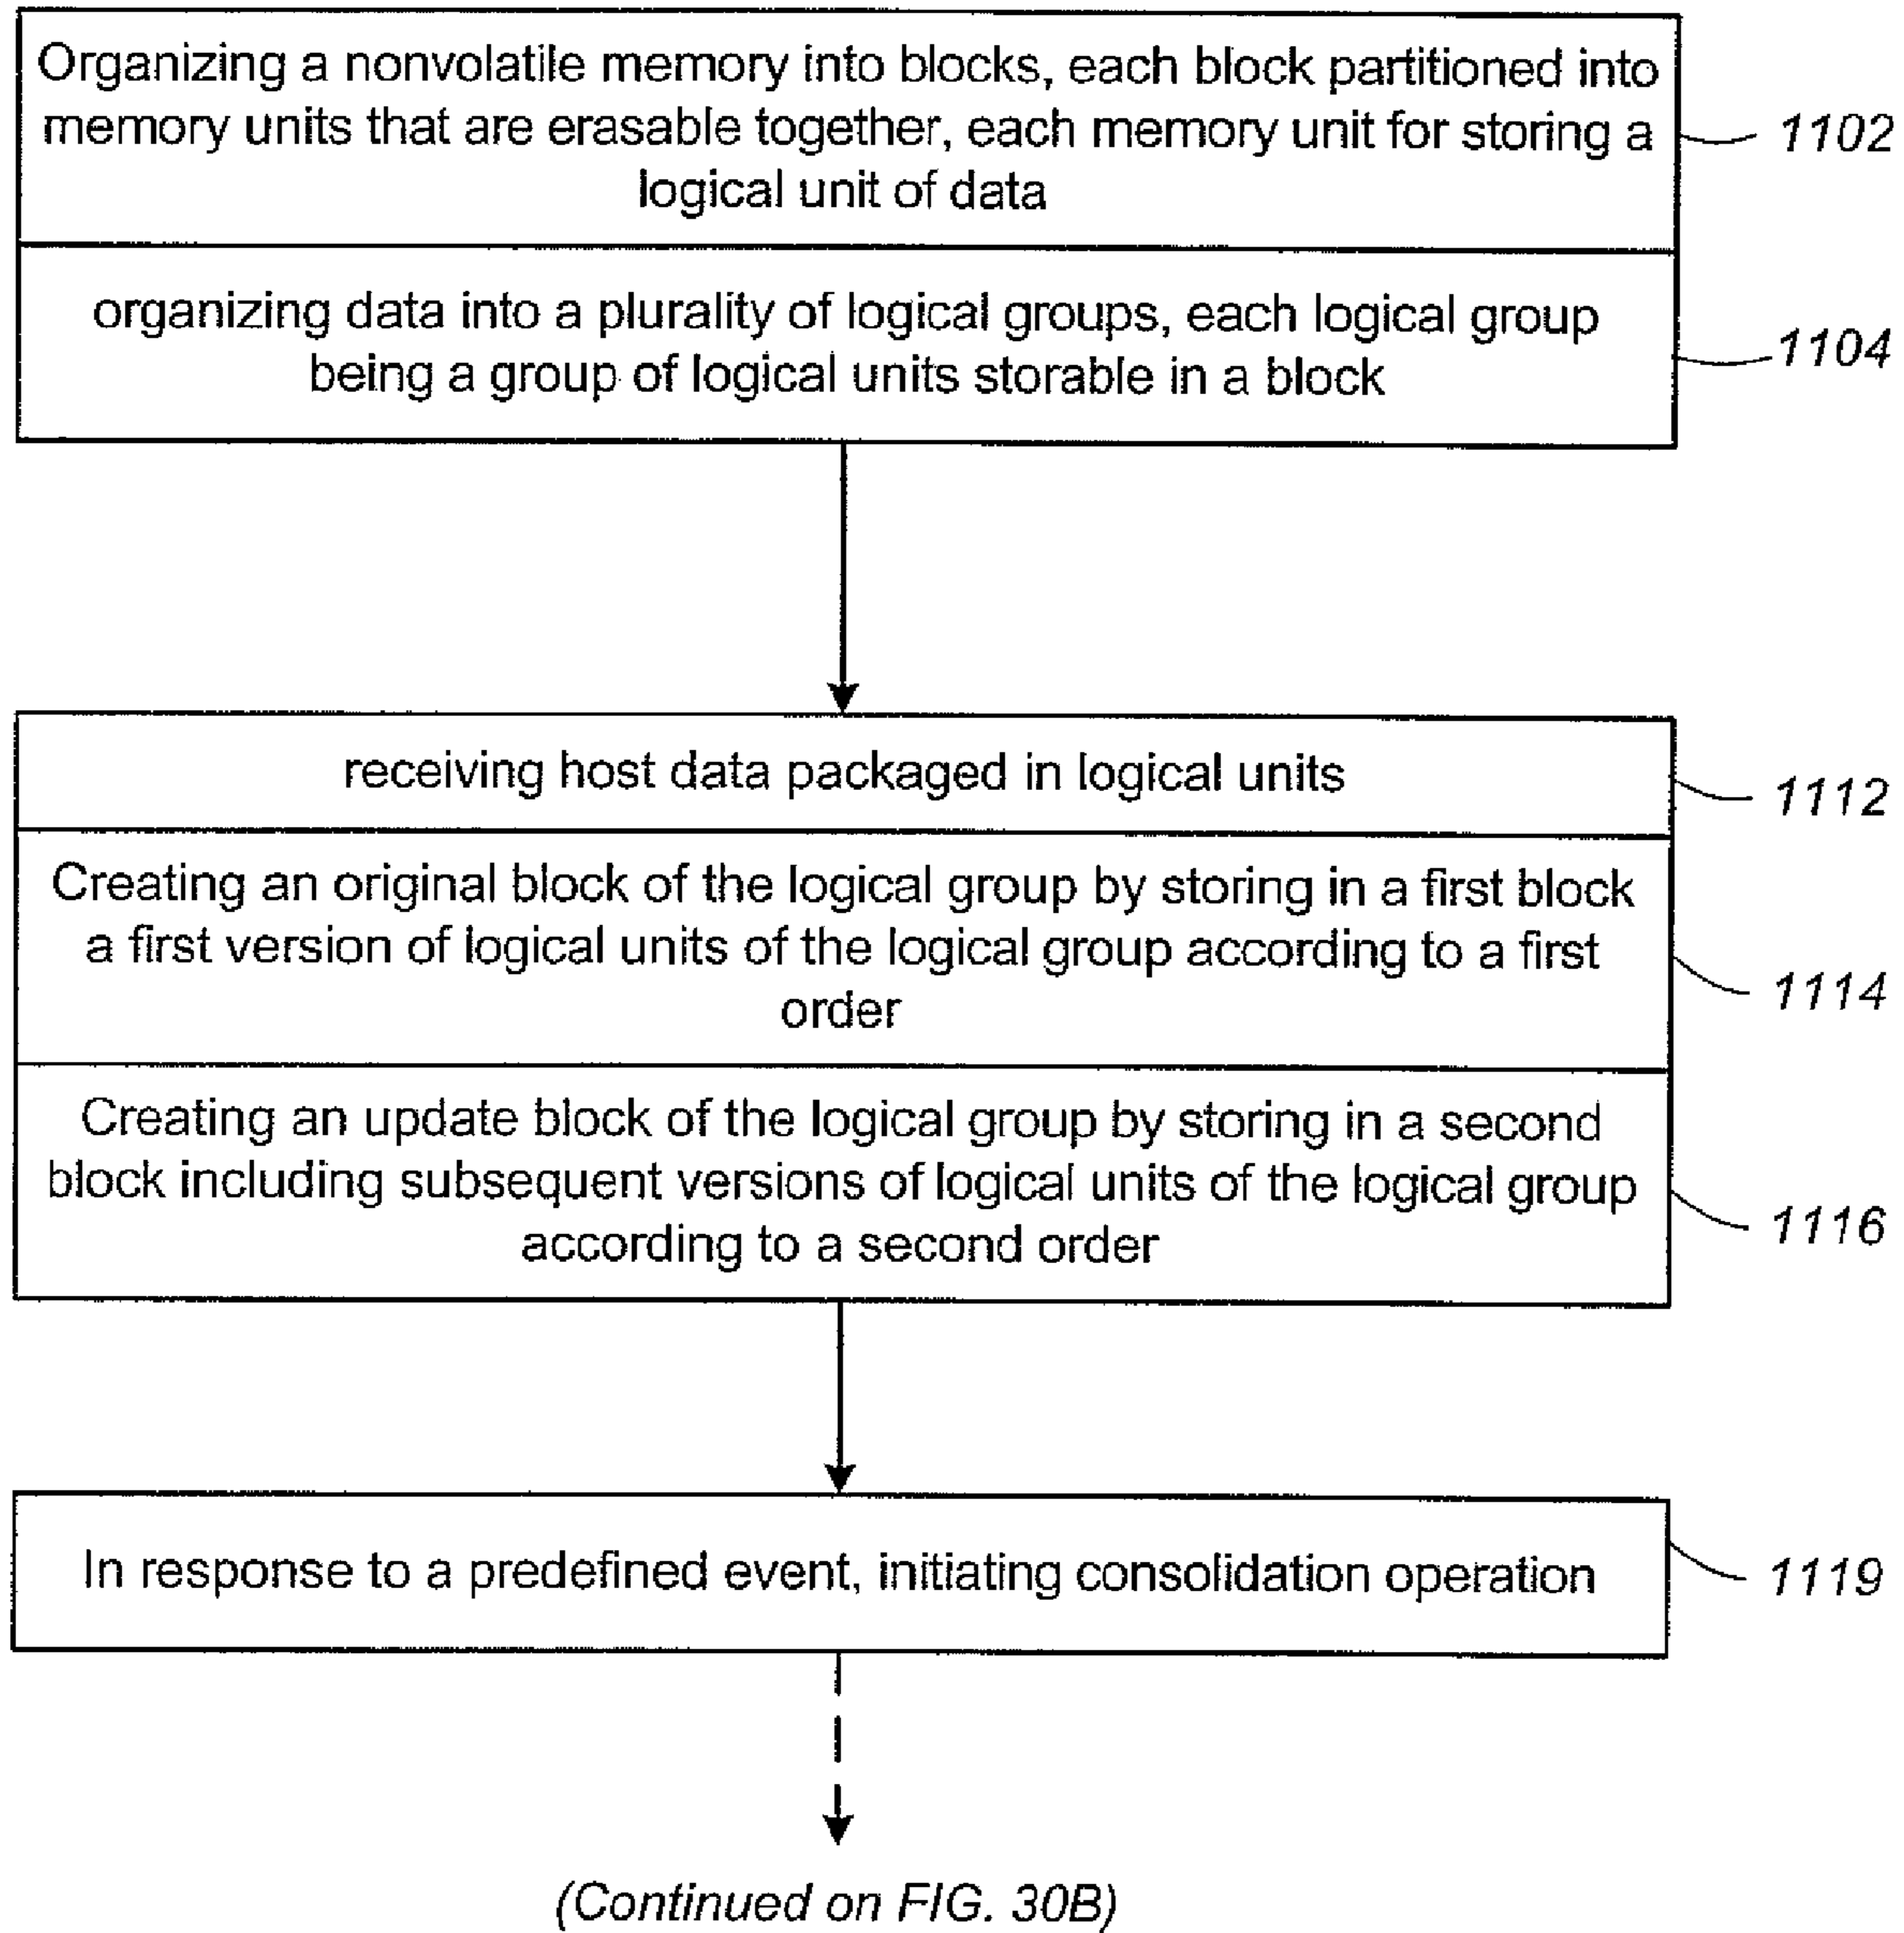 Organizing a nonvolatile memory into blocks, each block partitioned into
memory units that are erasable together, each memory unit for storing a
logical unit of data
1102
organizing data into a plurality of logical groups, each logical group
being a group of logical units storable in a block
1104
receiving host data packaged in logical units
1112
Creating an original block of the logical group by storing in a first block
a first version of logical units of the logical group according to a first
order
1114
Creating an update block of the logical group by storing in a second
block including subsequent versions of logical units of the logical group
according to a second order
1116
In response to a predefined event, initiating consolidation operation
1119
(Continued on FIG. 30B)